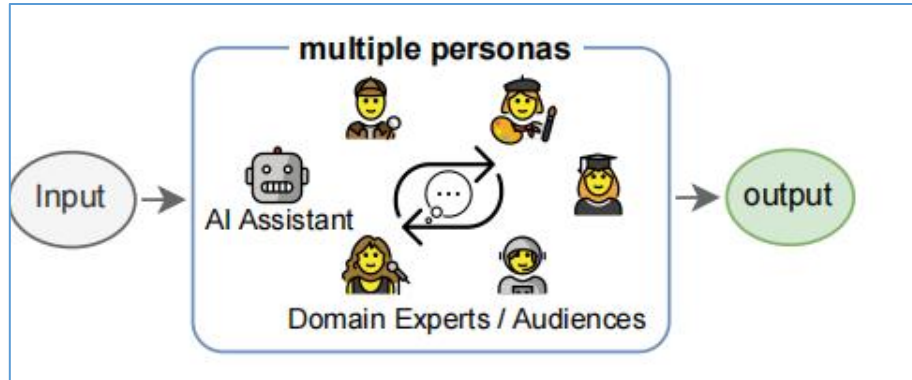 multiple personas
Input
AI Assistant
output
Domain Experts / Audiences